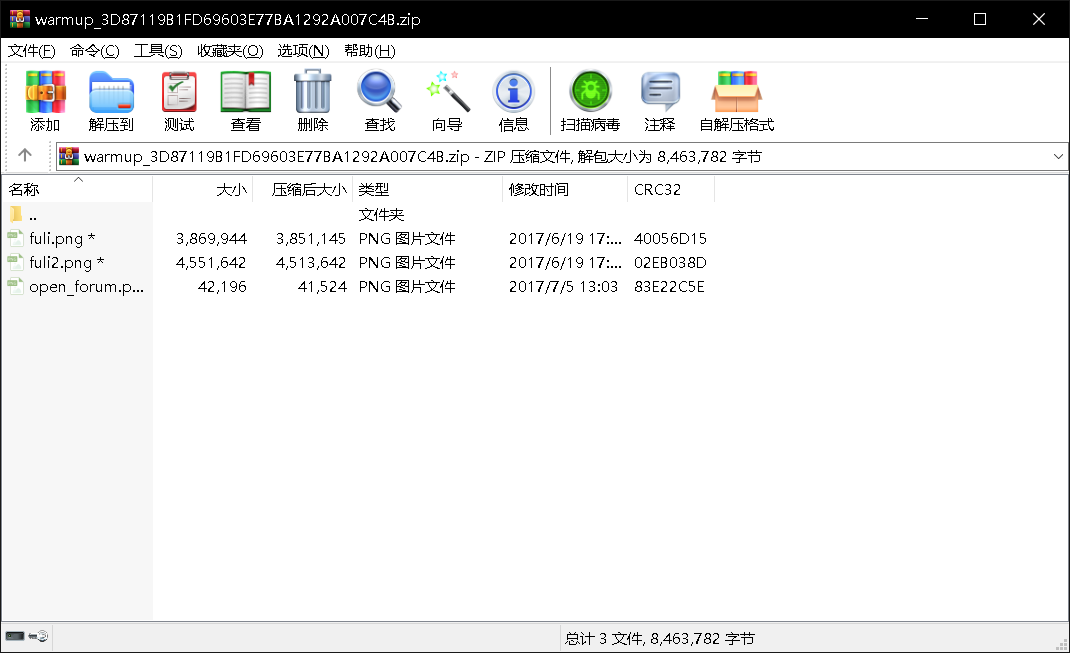 warmup_3D87119B1FD69603E77BA1292A007C4B.zip
文件(F) 命令(C) 工具(S) 收藏夹(O) 选项(N) 帮助(H)
添加 解压到 测试 查看 删除 查找 向导 信息 扫描病毒 注释 自解压格式
warmup_3D87119B1FD69603E77BA1292A007C4B.zip - ZIP 压缩文件, 解包大小为 8,463,782 字节
名称 大小 压缩后大小 类型 修改时间 CRC32
.. 文件夹
fuli.png * 3,869,944 3,851,145 PNG 图片文件 2017/6/19 17:... 40056D15
fuli2.png * 4,551,642 4,513,642 PNG 图片文件 2017/6/19 17:... 02EB038D
open_forum.p... 42,196 41,524 PNG 图片文件 2017/7/5 13:03 83E22C5E
总计 3 文件, 8,463,782 字节